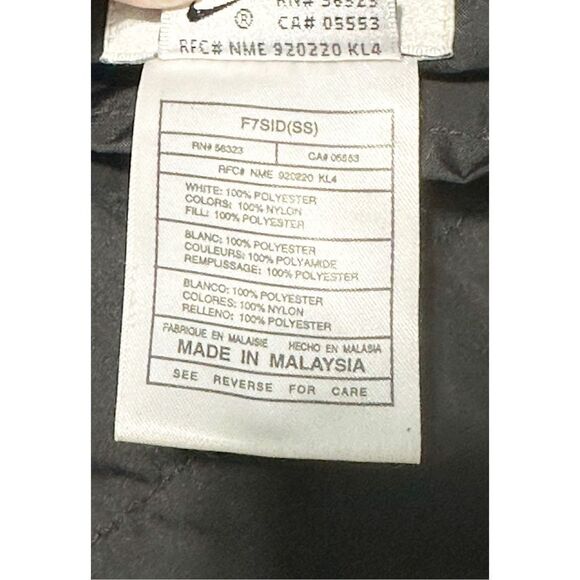 RN# 56323
® CA# 05553
RFC# NME 920220 KL4
F7SID(SS)
RN# 56323 CA# 05553
RFC# NME 920220 KL4
WHITE: 100% POLYESTER
COLORS: 100% NYLON
FILL: 100% POLYESTER
BLANC: 100% POLYESTER
COULEURS: 100% POLYAMIDE
REMPLISSAGE: 100% POLYESTER
BLANCO: 100% POLYESTER
COLORES: 100% NYLON
RELLENO: 100% POLYESTER
FABRIQUE EN MALAISIE HECHO EN MALASIA
MADE IN MALAYSIA
SEE REVERSE FOR CARE